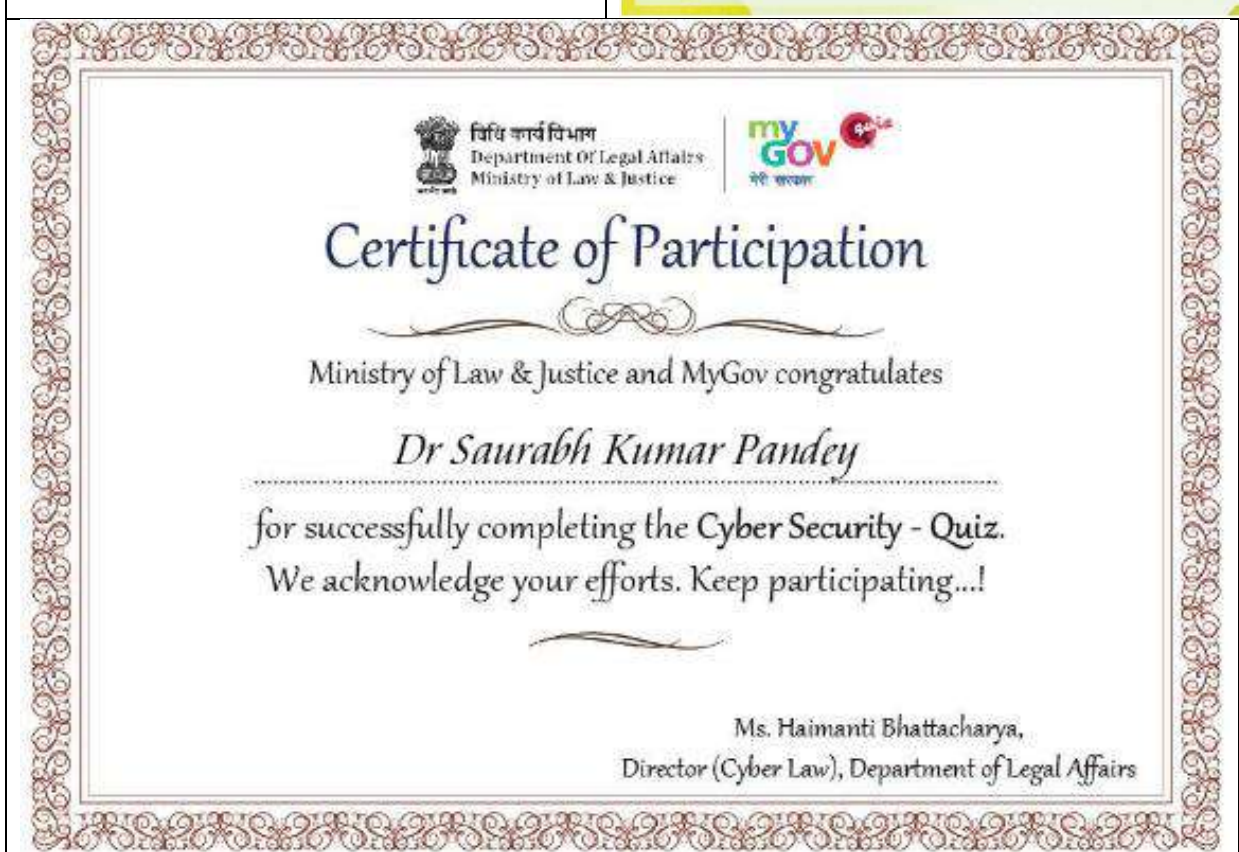 विधि कार्य विभाग
Department Of Legal Affairs
Ministry of Law & Justice
my
GOV
मेरी सरकार
Quiz
Certificate of Participation
Ministry of Law & Justice and MyGov congratulates
Dr Saurabh Kumar Pandey
for successfully completing the Cyber Security - Quiz.
We acknowledge your efforts. Keep participating...!
Ms. Haimanti Bhattacharya,
Director (Cyber Law), Department of Legal Affairs